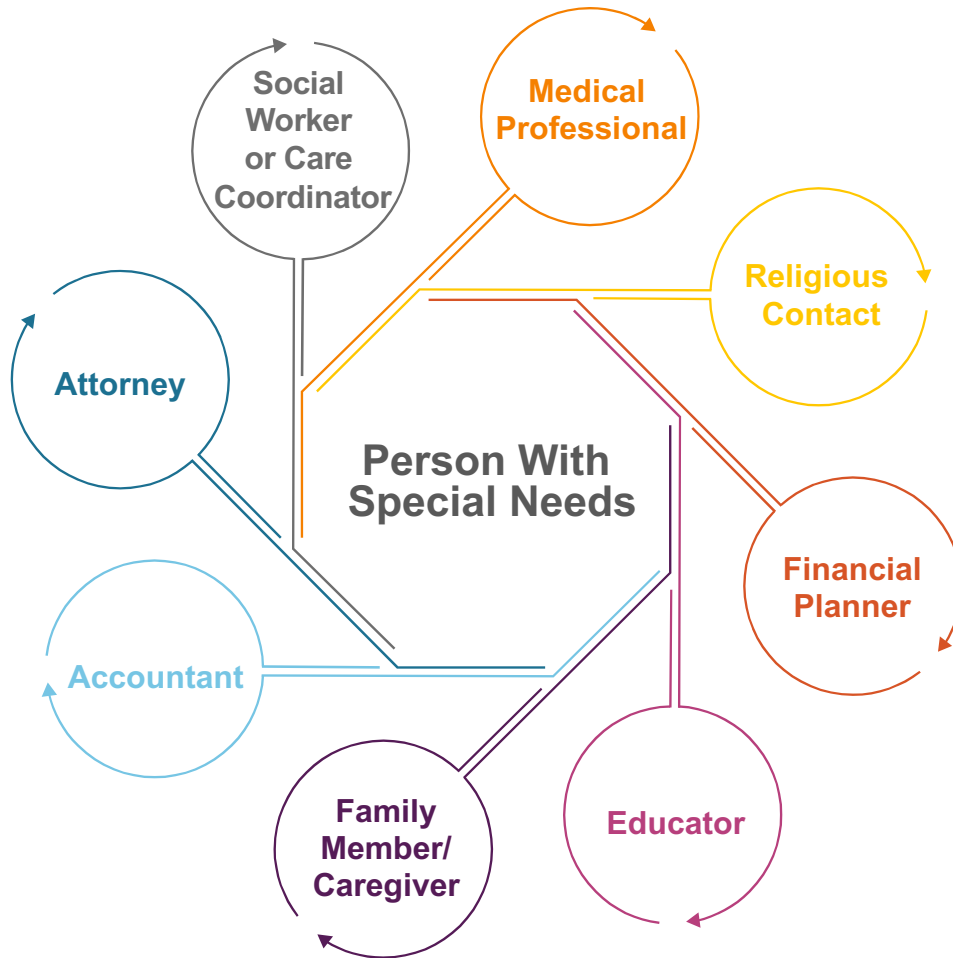 Social
Worker
or Care
Coordinator
Medical
Professional
Religious
Contact
Attorney
Person With
Special Needs
Financial
Planner
Accountant
Family
Member/
Caregiver
Educator